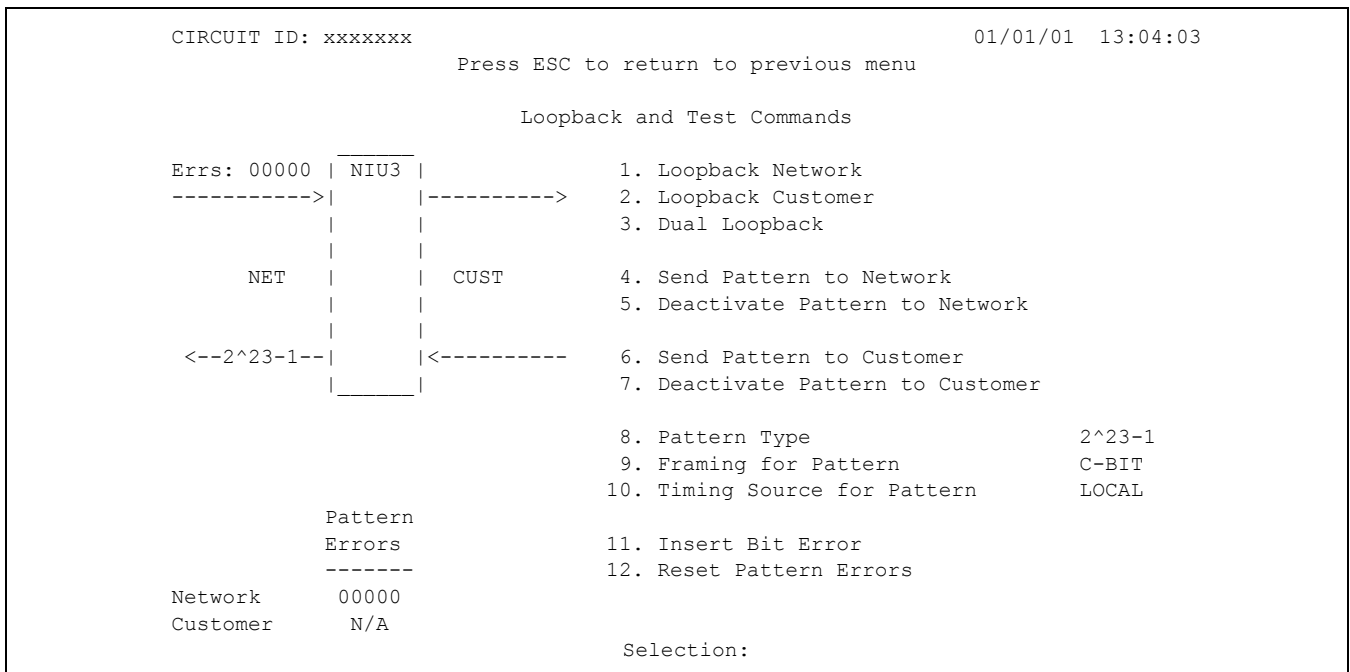 CIRCUIT ID: xxxxxxx 01/01/01 13:04:03
Press ESC to return to previous menu
Loopback and Test Commands
Errs: 00000 | NIU3 | 1. Loopback Network
----------->| |----------> 2. Loopback Customer
| | 3. Dual Loopback
| |
NET | | CUST 4. Send Pattern to Network
| | 5. Deactivate Pattern to Network
| |
<--2^23-1--| |<---------- 6. Send Pattern to Customer
|______| 7. Deactivate Pattern to Customer
8. Pattern Type 2^23-1
9. Framing for Pattern C-BIT
10. Timing Source for Pattern LOCAL
Pattern
Errors 11. Insert Bit Error
------- 12. Reset Pattern Errors
Network 00000
Customer N/A
Selection: